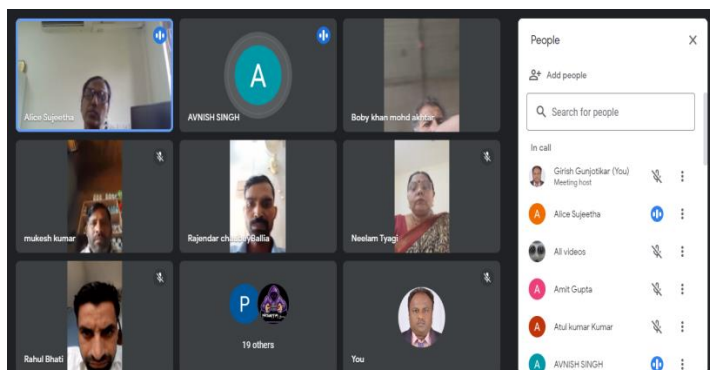 Alice Sujeetha
A
AVNISH SINGH
Boby khan mohd akhtar
mukesh kumar
Neelam Tyagi
Rahul Bhati
P
19 others
You
People
Add people
Search for people
In call
Girish Gunjotikar (You)
Meeting host
A
Alice Sujeetha
All videos
A
Amit Gupta
A
Atul kumar Kumar
A
AVNISH SINGH